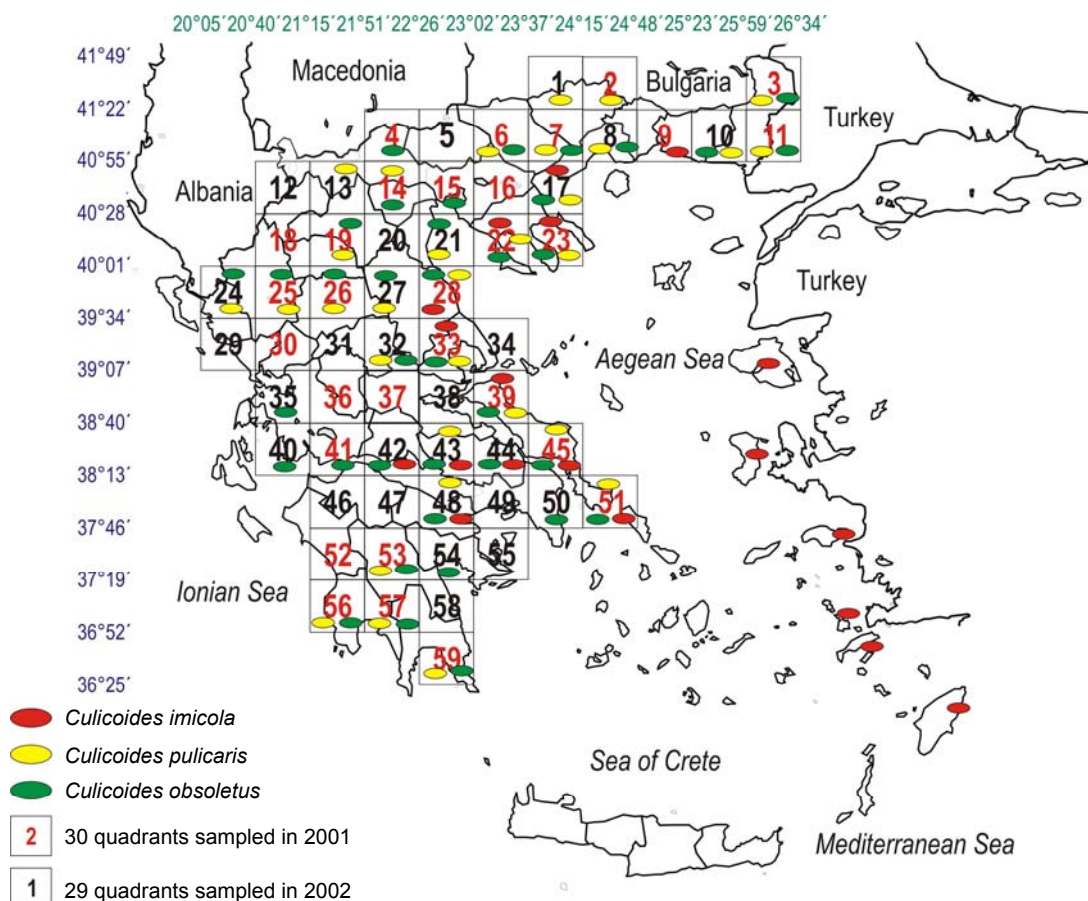 20°05' 20°40' 21°15' 21°51' 22°26' 23°02' 23°37' 24°15' 24°48' 25°23' 25°59' 26°34'
41°49'
Macedonia 1 2 Bulgaria 3
41°22'
Turkey
4 5 6 7 8 9 10 11
40°55'
Albania 12 13 14 15 16 17
40°28'
18 19 20 21 22 23
40°01'
Turkey
24 25 26 27 28
39°34'
29 30 31 32 33 34 Aegean Sea
39°07'
35 36 37 38 39
38°40'
40 41 42 43 44 45
38°13'
46 47 48 49 50 51
37°46'
52 53 54 55
37°19'
Ionian Sea
56 57 58
36°52'
59
36°25'
Culicoides imicola
Culicoides pulicaris
Culicoides obsoletus
Sea of Crete
Mediterranean Sea
2 30 quadrants sampled in 2001
1 29 quadrants sampled in 2002